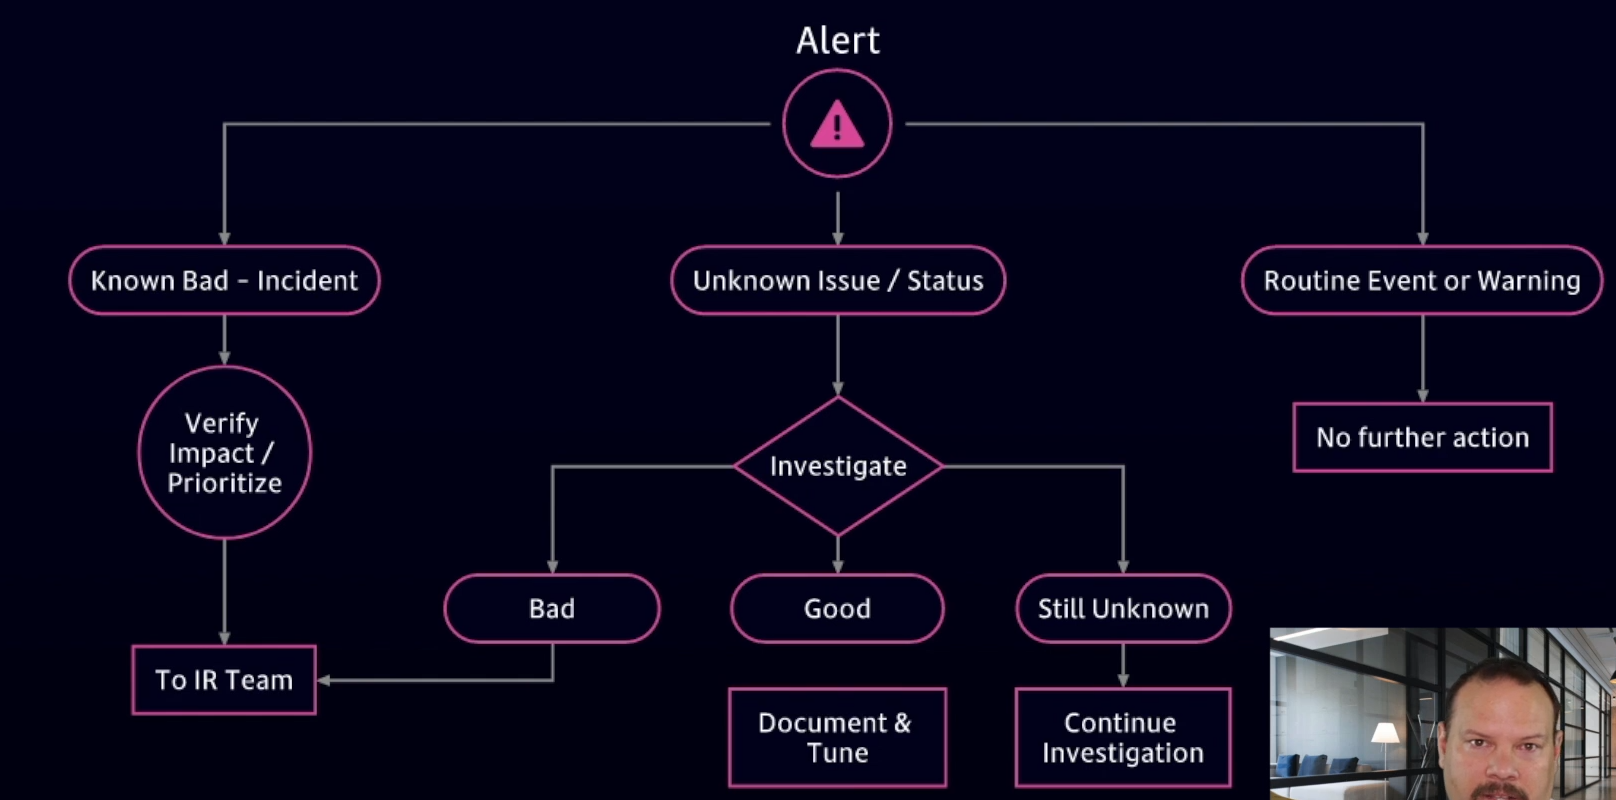 Alert
Known Bad – Incident
Unknown Issue / Status
Routine Event or Warning
Verify
Impact /
Prioritize
Investigate
No further action
Bad
Good
Still Unknown
To IR Team
Document &
Tune
Continue
Investigation